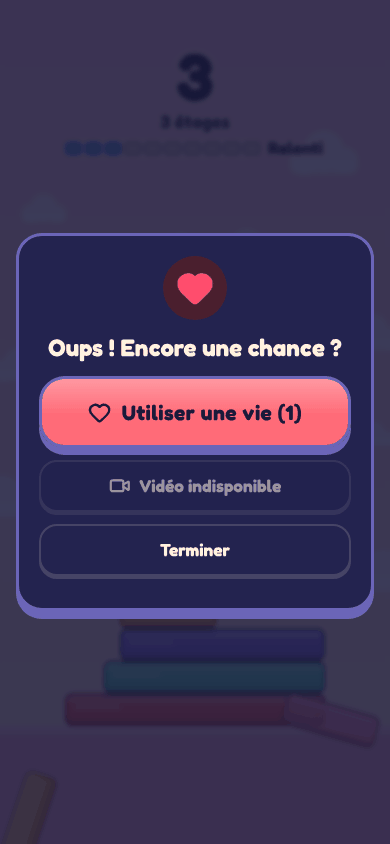 3
3 étages
Ralenti
Oups ! Encore une chance ?
Utiliser une vie (1)
Vidéo indisponible
Terminer